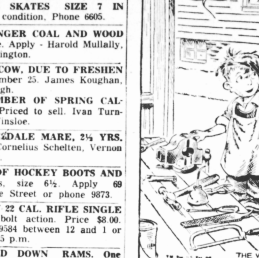 SKATES SIZE 7 IN
condition. Phone 6605.
NGER COAL AND WOOD
e. Apply - Harold Mullally,
ington.
COW, DUE TO FRESHEN
mber 25. James Koughan,
gh.
MBER OF SPRING CAL-
Priced to sell. Ivan Turn-
Vinsloe.
DALE MARE, 2½ YRS.
Cornelius Schelten, Vernon
OF HOCKEY BOOTS AND
s, size 6½. Apply 69
e Street or phone 9873.
22 CAL. RIFLE SINGLE
bolt action. Price $8.00.
9584 between 12 and 1 or
5 p.m.
D DOWN RAMS. One
THE